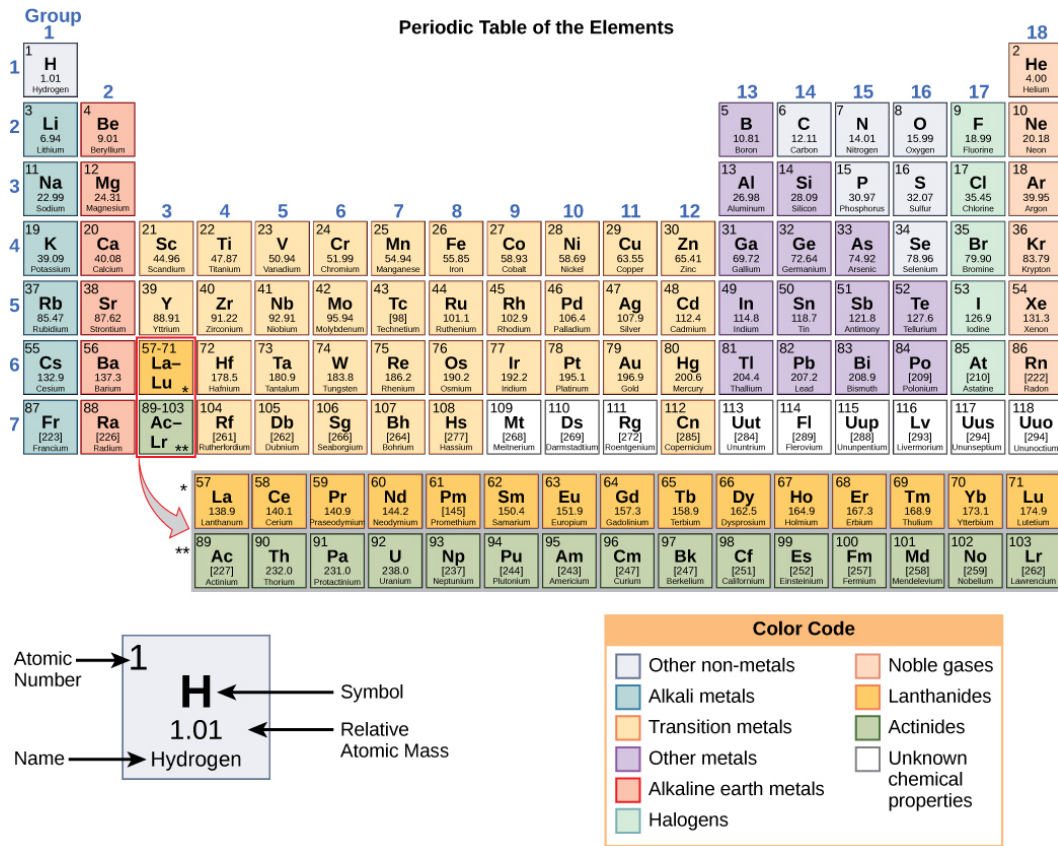 Periodic Table of the Elements
Group
1 18
1 H 1.01 Hydrogen
2 He 4.00 Helium
1
2 13 14 15 16 17
3 Li 6.94 Lithium
4 Be 9.01 Beryllium
5 B 10.81 Boron
6 C 12.11 Carbon
7 N 14.01 Nitrogen
8 O 15.99 Oxygen
9 F 18.99 Fluorine
10 Ne 20.18 Neon
2
11 Na 22.99 Sodium
12 Mg 24.31 Magnesium
13 Al 26.98 Aluminum
14 Si 28.09 Silicon
15 P 30.97 Phosphorus
16 S 32.07 Sulfur
17 Cl 35.45 Chlorine
18 Ar 39.95 Argon
3
3 4 5 6 7 8 9 10 11 12
19 K 39.09 Potassium
20 Ca 40.08 Calcium
21 Sc 44.96 Scandium
22 Ti 47.87 Titanium
23 V 50.94 Vanadium
24 Cr 51.99 Chromium
25 Mn 54.94 Manganese
26 Fe 55.85 Iron
27 Co 58.93 Cobalt
28 Ni 58.69 Nickel
29 Cu 63.55 Copper
30 Zn 65.41 Zinc
31 Ga 69.72 Gallium
32 Ge 72.64 Germanium
33 As 74.92 Arsenic
34 Se 78.96 Selenium
35 Br 79.90 Bromine
36 Kr 83.79 Krypton
4
37 Rb 85.47 Rubidium
38 Sr 87.62 Strontium
39 Y 88.91 Yttrium
40 Zr 91.22 Zirconium
41 Nb 92.91 Niobium
42 Mo 95.94 Molybdenum
43 Tc [98] Technetium
44 Ru 101.1 Ruthenium
45 Rh 102.9 Rhodium
46 Pd 106.4 Palladium
47 Ag 107.9 Silver
48 Cd 112.4 Cadmium
49 In 114.8 Indium
50 Sn 118.7 Tin
51 Sb 121.8 Antimony
52 Te 127.6 Tellurium
53 I 126.9 Iodine
54 Xe 131.3 Xenon
5
55 Cs 132.9 Cesium
56 Ba 137.3 Barium
57-71 La– Lu *
72 Hf 178.5 Hafnium
73 Ta 180.9 Tantalum
74 W 183.8 Tungsten
75 Re 186.2 Rhenium
76 Os 190.2 Osmium
77 Ir 192.2 Iridium
78 Pt 195.1 Platinum
79 Au 196.9 Gold
80 Hg 200.6 Mercury
81 Tl 204.4 Thallium
82 Pb 207.2 Lead
83 Bi 208.9 Bismuth
84 Po [209] Polonium
85 At [210] Astatine
86 Rn [222] Radon
6
87 Fr [223] Francium
88 Ra [226] Radium
89-103 Ac– Lr **
104 Rf [261] Rutherfordium
105 Db [262] Dubnium
106 Sg [266] Seaborgium
107 Bh [264] Bohrium
108 Hs [277] Hassium
109 Mt [268] Meitnerium
110 Ds [269] Darmstadtium
111 Rg [272] Roentgenium
112 Cn [285] Copernicium
113 Uut [284] Ununtrium
114 Fl [289] Flerovium
115 Uup [288] Ununpentium
116 Lv [293] Livermorium
117 Uus [294] Ununseptium
118 Uuo [294] Ununoctium
7
*
57 La 138.9 Lanthanum
58 Ce 140.1 Cerium
59 Pr 140.9 Praseodymium
60 Nd 144.2 Neodymium
61 Pm [145] Promethium
62 Sm 150.4 Samarium
63 Eu 151.9 Europium
64 Gd 157.3 Gadolinium
65 Tb 158.9 Terbium
66 Dy 162.5 Dysprosium
67 Ho 164.9 Holmium
68 Er 167.3 Erbium
69 Tm 168.9 Thulium
70 Yb 173.1 Ytterbium
71 Lu 174.9 Lutetium
**
89 Ac [227] Actinium
90 Th 232.0 Thorium
91 Pa 231.0 Protactinium
92 U 238.0 Uranium
93 Np [237] Neptunium
94 Pu [244] Plutonium
95 Am [243] Americium
96 Cm [247] Curium
97 Bk [247] Berkelium
98 Cf [251] Californium
99 Es [252] Einsteinium
100 Fm [257] Fermium
101 Md [258] Mendelevium
102 No [259] Nobelium
103 Lr [262] Lawrencium
Atomic
Number
1
H
Symbol
1.01
Relative
Atomic Mass
Name
Hydrogen
Color Code
Other non-metals
Alkali metals
Transition metals
Other metals
Alkaline earth metals
Halogens
Noble gases
Lanthanides
Actinides
Unknown
chemical
properties